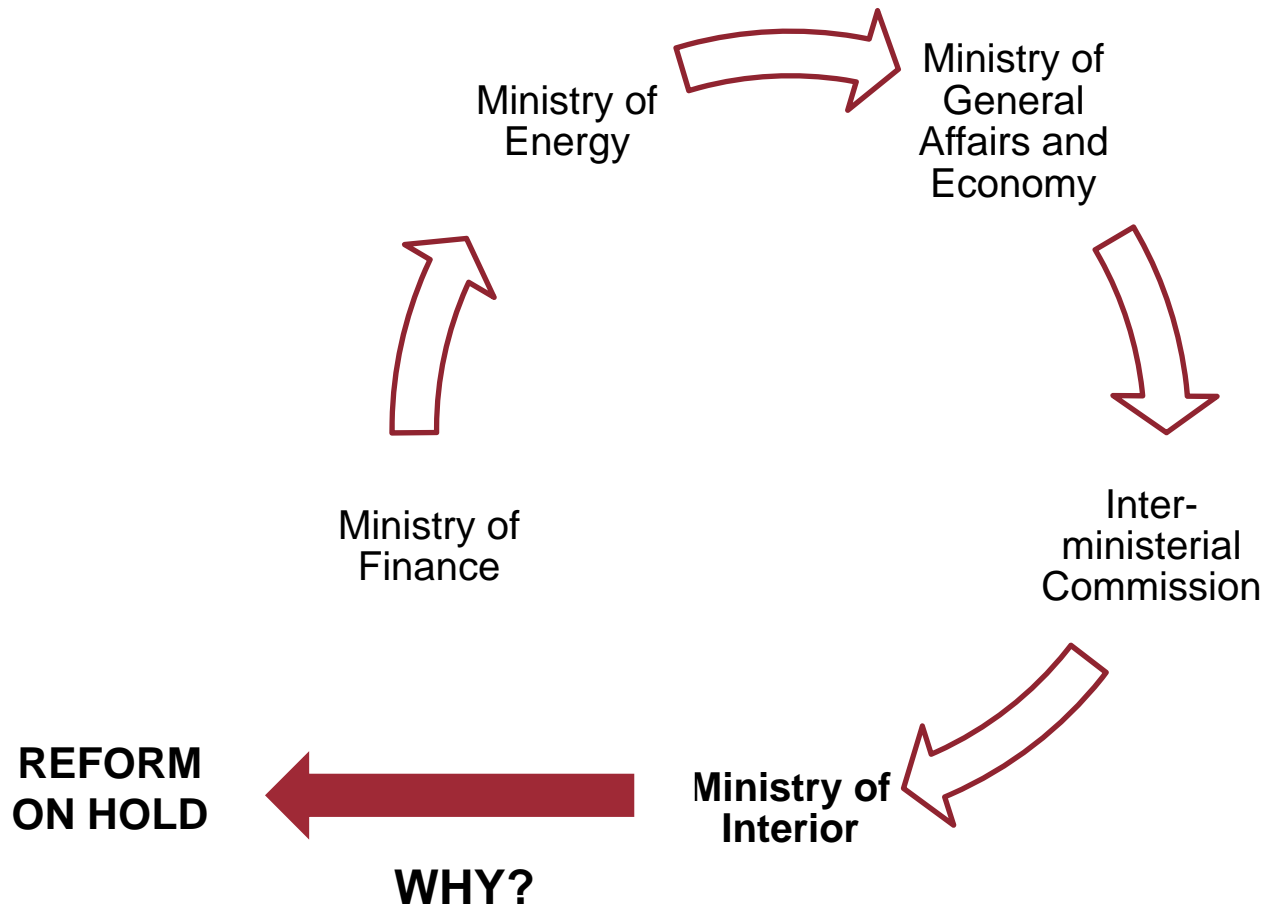 Ministry of
Energy
Ministry of
General
Affairs and
Economy
Ministry of
Finance
Inter-
ministerial
Commission
Ministry of
Interior
REFORM
ON HOLD
WHY?